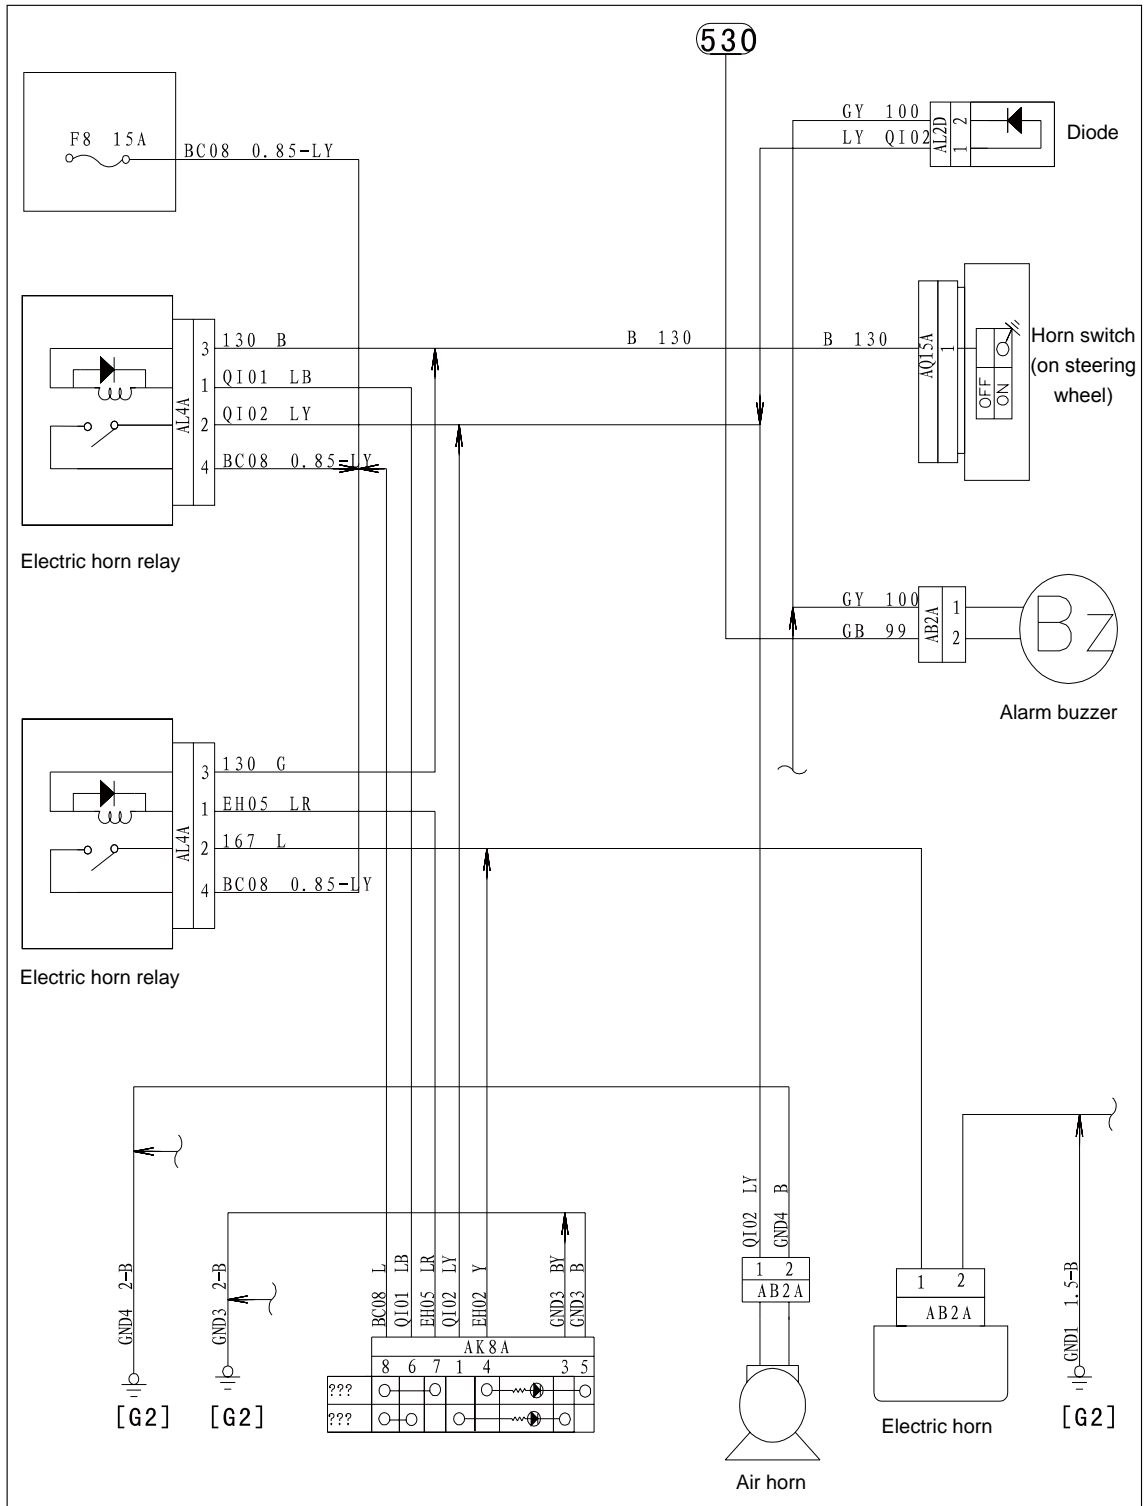 530
F8 15A
BC08 0.85-LY
GY 100
LY QI02
AL2D
2
1
Diode
3
1
2
4
AL4A
130 B
QI01 LB
QI02 LY
BC08 0.85-LY
Electric horn relay
B 130
B 130
AQ15A
1
OFF
ON
Horn switch
(on steering
wheel)
GY 100
GB 99
AB2A
1
2
Bz
Alarm buzzer
3
1
2
4
AL4A
130 G
EH05 LR
167 L
BC08 0.85-LY
Electric horn relay
GND4 2-B
[G2]
GND3 2-B
[G2]
BC08 L
QI01 LB
EH05 LR
QI02 LY
EH02 Y
GND3 BY
GND3 B
AK8A
8 6 7 1 4 3 5
???
???
QI02 LY
GND4 B
1 2
AB2A
Air horn
1 2
AB2A
Electric horn
GND1 1.5-B
[G2]